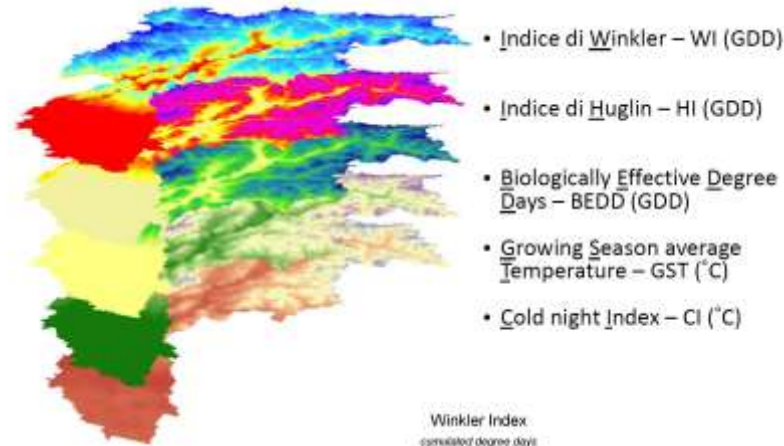 • Indice di Winkler – WI (GDD)
• Indice di Huglin – HI (GDD)
• Biologically Effective Degree
Days – BEDD (GDD)
• Growing Season average
Temperature – GST (˚C)
• Cold night Index – CI (˚C)
Winkler Index
cumulated degree days